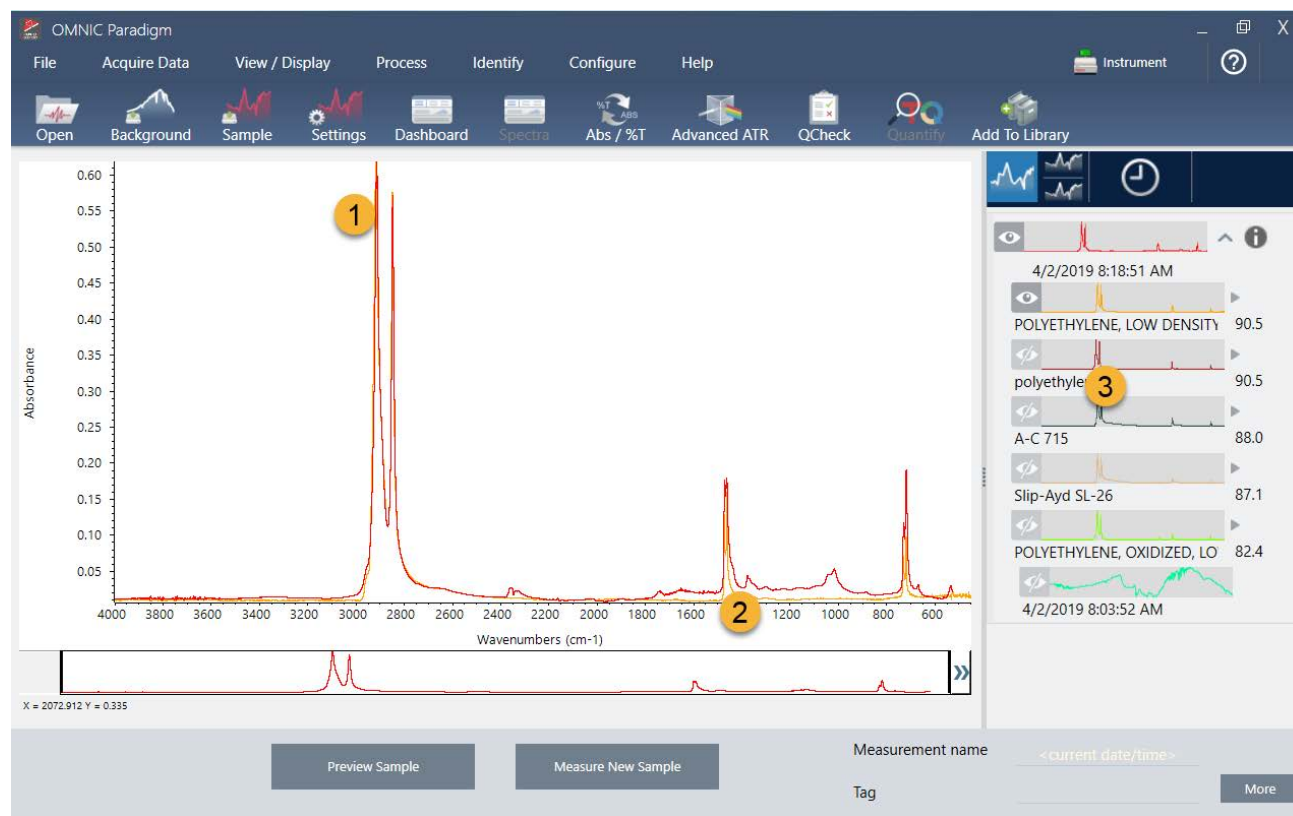 OMNIC Paradigm
File Acquire Data View / Display Process Identify Configure Help Instrument ?
%T ABS
Open Background Sample Settings Dashboard Spectra Abs / %T Advanced ATR QCheck Quantify Add To Library
0.60
0.55
0.50
0.45
0.40
0.35
0.30
0.25
0.20
0.15
0.10
0.05
Absorbance
1
2
4000 3800 3600 3400 3200 3000 2800 2600 2400 2200 2000 1800 1600 1200 1000 800 600
Wavenumbers (cm-1)
X = 2072.912 Y = 0.335
4/2/2019 8:18:51 AM
POLYETHYLENE, LOW DENSITY 90.5
polyethyle 90.5
3
A-C 715 88.0
Slip-Ayd SL-26 87.1
POLYETHYLENE, OXIDIZED, LO 82.4
4/2/2019 8:03:52 AM
Preview Sample Measure New Sample
Measurement name <current date/time>
Tag
More